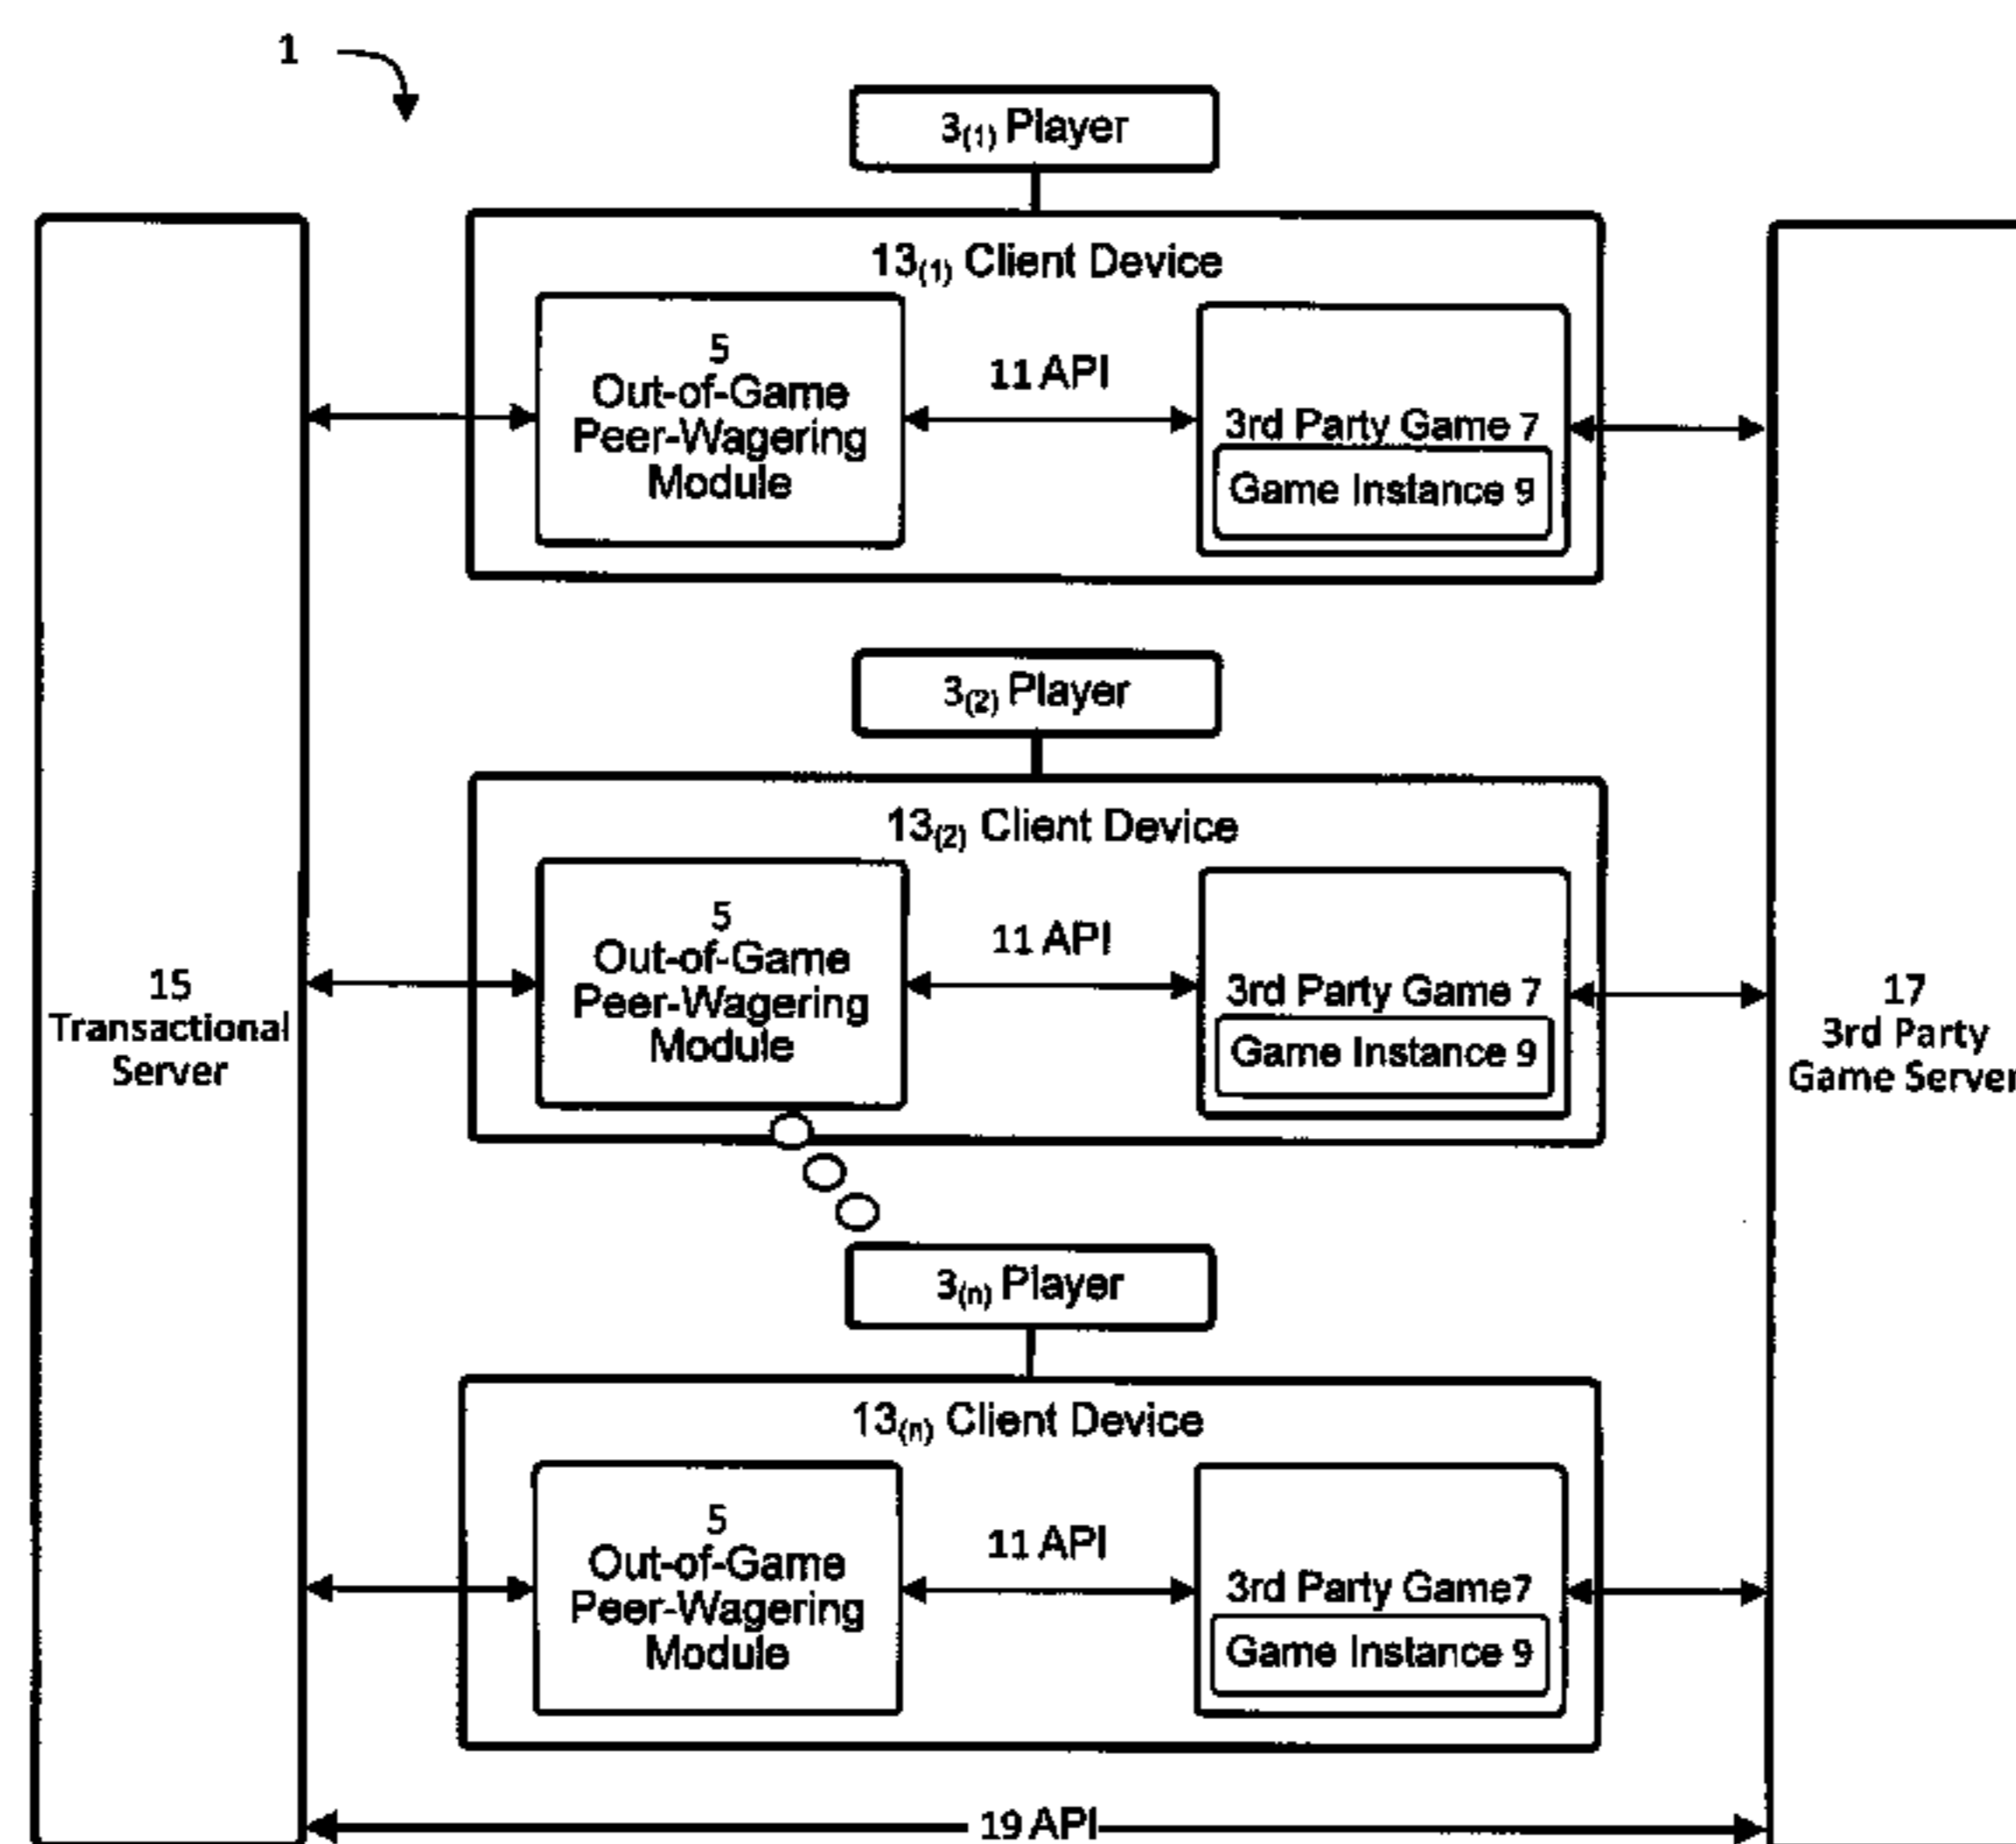 1
3(1) Player
13(1) Client Device
5
Out-of-Game
Peer-Wagering
Module
11 API
3rd Party Game 7
Game Instance 9
3(2) Player
13(2) Client Device
5
Out-of-Game
Peer-Wagering
Module
11 API
3rd Party Game 7
Game Instance 9
15
Transactional
Server
17
3rd Party
Game Server
3(n) Player
13(n) Client Device
5
Out-of-Game
Peer-Wagering
Module
11 API
3rd Party Game7
Game Instance 9
19 API